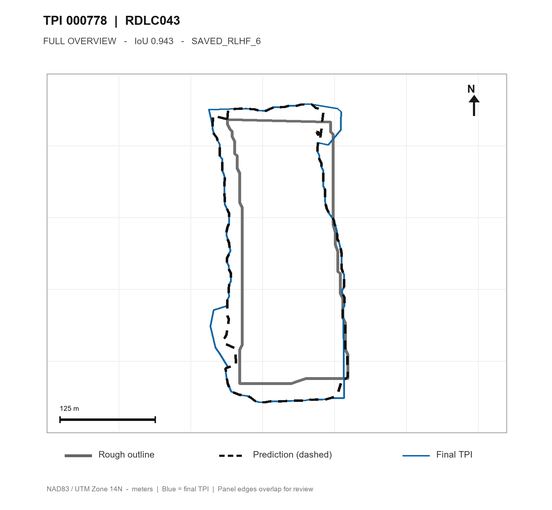 TPI 000778 | RDLC043
FULL OVERVIEW - IoU 0.943 - SAVED_RLHF_6
N
125 m
Rough outline
Prediction (dashed)
Final TPI
NAD83 / UTM Zone 14N - meters | Blue = final TPI | Panel edges overlap for review